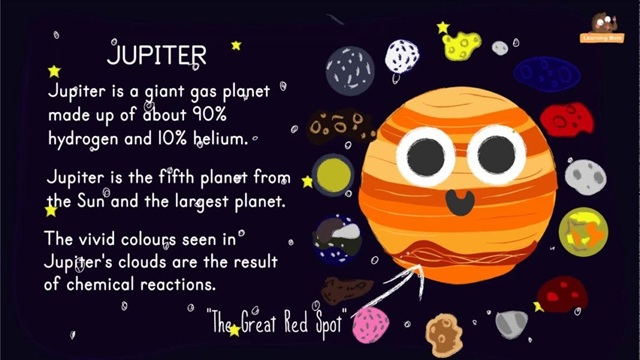 JUPITER
Jupiter is a giant gas planet
made up of about 90%
hydrogen and 10% helium.
Jupiter is the fifth planet from
the Sun and the largest planet.
The vivid colours seen in
Jupiter's clouds are the result
of chemical reactions.
"The Great Red Spot"
Learning Mole